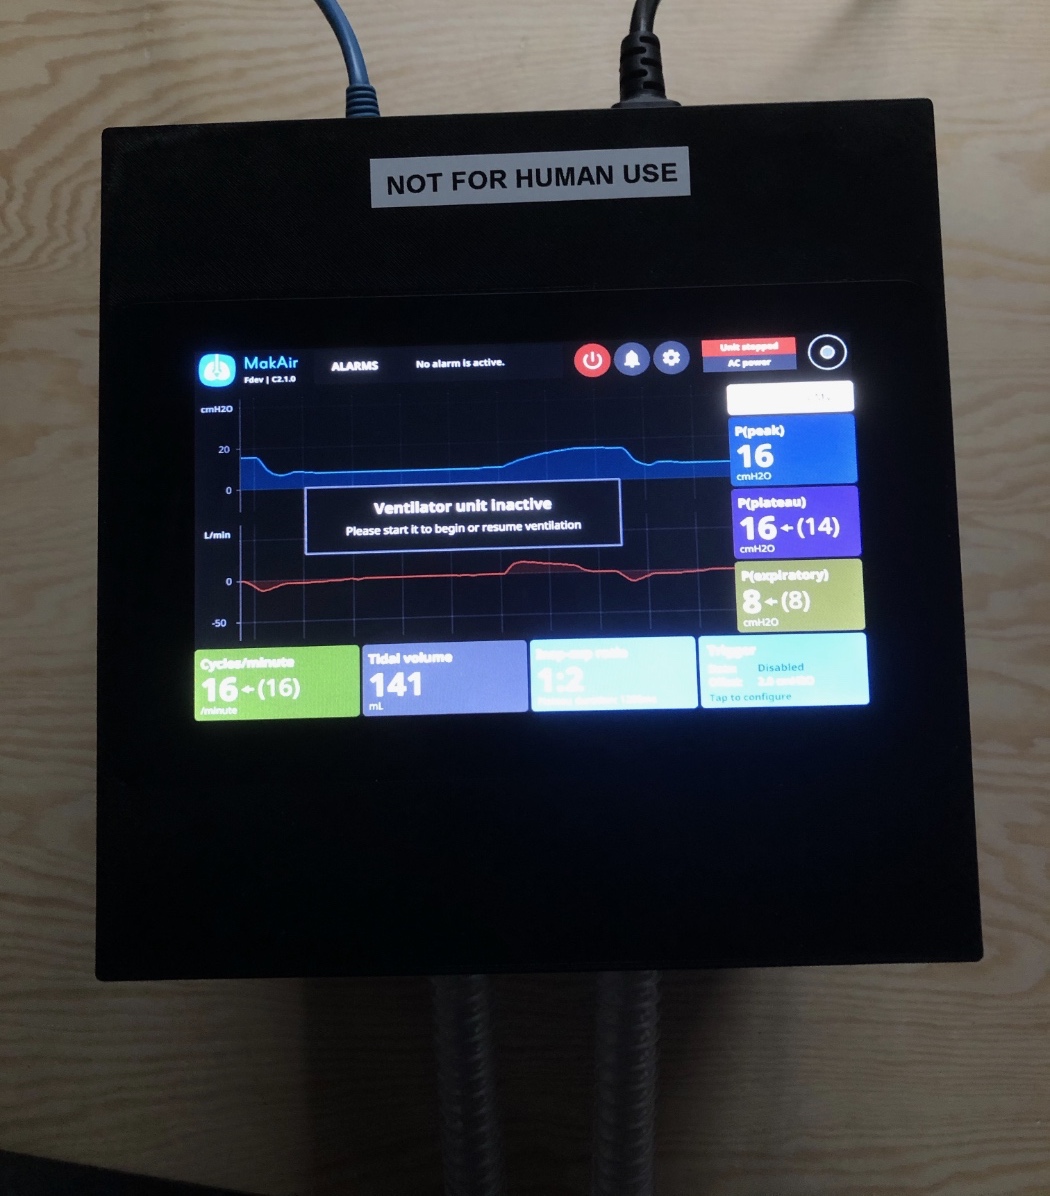 NOT FOR HUMAN USE
MakAir
Fdev | C2.1.0
ALARMS
No alarm is active.
Unit stopped
AC power
cmH2O
20
0
L/min
0
-50
Ventilator unit inactive
Please start it to begin or resume ventilation
P(peak)
16
cmH2O
P(plateau)
16←(14)
cmH2O
P(expiratory)
8←(8)
cmH2O
Cycles/minute
16←(16)
/minute
Tidal volume
141
mL
Insp-exp ratio
1:2
Trigger
Disabled
Tap to configure